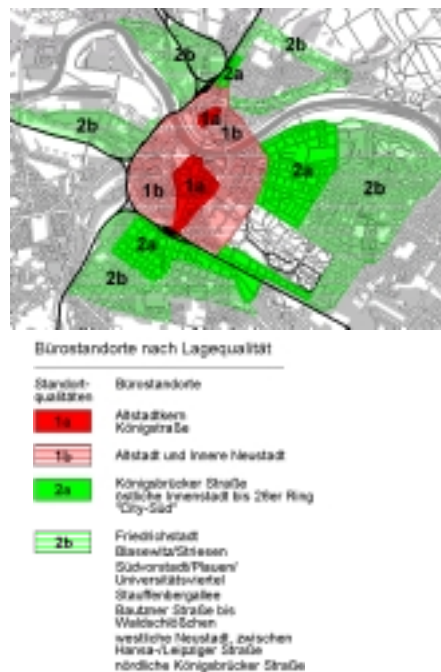 2b
2b
2a
1a
1b
2b
2a
2b
1b
1a
2a
2b
Bürostandorte nach Lagequalität
Standort-
qualitäten
Bürostandorte
1a
Altstadtkern
Königstraße
1b
Altstadt und Innere Neustadt
2a
Königsbrücker Straße
östliche Innenstadt bis 26er Ring
"City-Süd"
2b
Friedrichstadt
Blasewitz/Striesen
Südvorstadt/Plauen/
Universitätsviertel
Stauffenbergallee
Bautzner Straße bis
Waldschlößchen
westliche Neustadt, zwischen
Hansa-/Leipziger Straße
nördliche Königsbrücker Straße